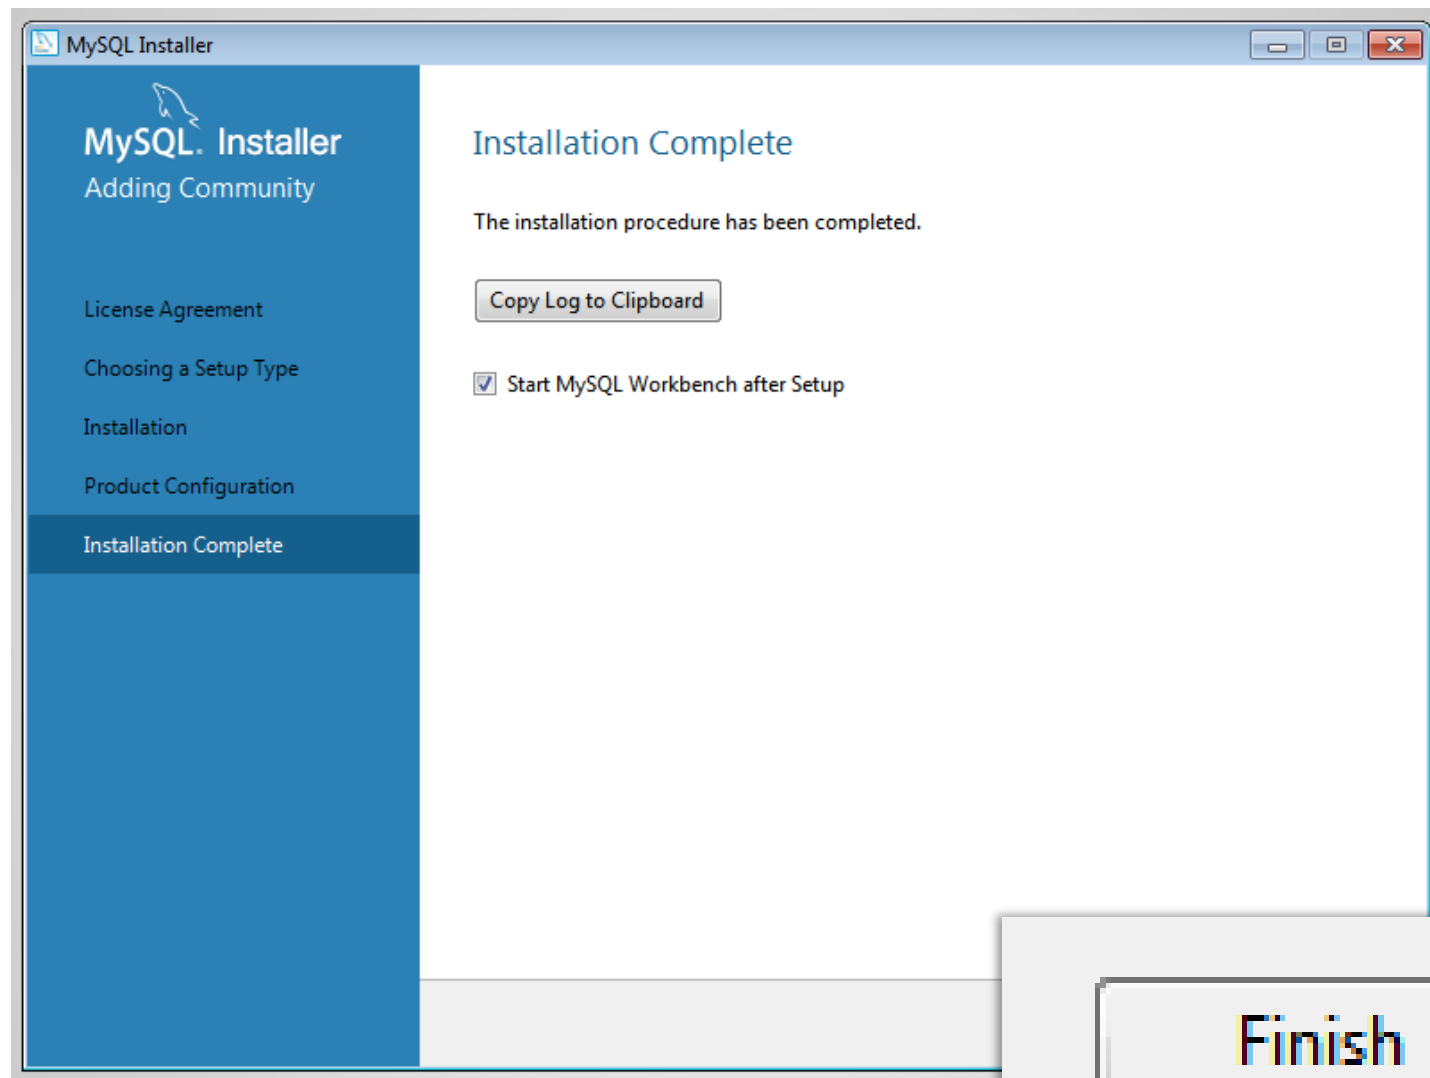 MySQL Installer
MySQL. Installer
Adding Community
License Agreement
Choosing a Setup Type
Installation
Product Configuration
Installation Complete
Installation Complete
The installation procedure has been completed.
Copy Log to Clipboard
Start MySQL Workbench after Setup
Finish